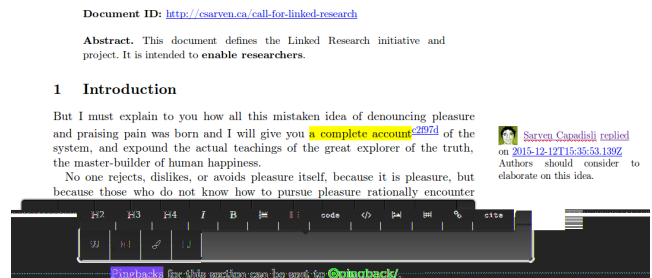 Document ID: http://csarven.ca/call-for-linked-research
Abstract. This document defines the Linked Research initiative and
project. It is intended to enable researchers.
1 Introduction
But I must explain to you how all this mistaken idea of denouncing pleasure
and praising pain was born and I will give you a complete account c2f97d of the
system, and expound the actual teachings of the great explorer of the truth,
the master-builder of human happiness.
No one rejects, dislikes, or avoids pleasure itself, because it is pleasure, but
because those who do not know how to pursue pleasure rationally encounter
Sarven Capadisli replied
on 2015-12-12T15:35:53.139Z
Authors should consider to
elaborate on this idea.
H2 H3 H4 I B code </> cite
Pingbacks for this section can be sent to @pingback/.